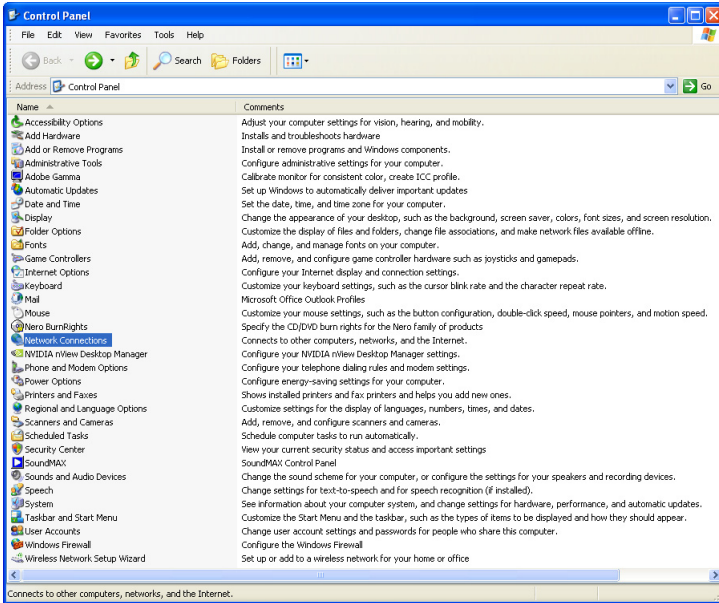 Control Panel
File Edit View Favorites Tools Help
Back Search Folders
Address Control Panel Go
Name Comments
Accessibility Options Adjust your computer settings for vision, hearing, and mobility.
Add Hardware Installs and troubleshoots hardware
Add or Remove Programs Install or remove programs and Windows components.
Administrative Tools Configure administrative settings for your computer.
Adobe Gamma Calibrate monitor for consistent color, create ICC profile.
Automatic Updates Set up Windows to automatically deliver important updates
Date and Time Set the date, time, and time zone for your computer.
Display Change the appearance of your desktop, such as the background, screen saver, colors, font sizes, and screen resolution.
Folder Options Customize the display of files and folders, change file associations, and make network files available offline.
Fonts Add, change, and manage fonts on your computer.
Game Controllers Add, remove, and configure game controller hardware such as joysticks and gamepads.
Internet Options Configure your Internet display and connection settings.
Keyboard Customize your keyboard settings, such as the cursor blink rate and the character repeat rate.
Mail Microsoft Office Outlook Profiles
Mouse Customize your mouse settings, such as the button configuration, double-click speed, mouse pointers, and motion speed.
Nero BurnRights Specify the CD/DVD burn rights for the Nero family of products
Network Connections Connects to other computers, networks, and the Internet.
NVIDIA nView Desktop Manager Configure your NVIDIA nView Desktop Manager settings.
Phone and Modem Options Configure your telephone dialing rules and modem settings.
Power Options Configure energy-saving settings for your computer.
Printers and Faxes Shows installed printers and fax printers and helps you add new ones.
Regional and Language Options Customize settings for the display of languages, numbers, times, and dates.
Scanners and Cameras Add, remove, and configure scanners and cameras.
Scheduled Tasks Schedule computer tasks to run automatically.
Security Center View your current security status and access important settings
SoundMAX SoundMAX Control Panel
Sounds and Audio Devices Change the sound scheme for your computer, or configure the settings for your speakers and recording devices.
Speech Change settings for text-to-speech and for speech recognition (if installed).
System See information about your computer system, and change settings for hardware, performance, and automatic updates.
Taskbar and Start Menu Customize the Start Menu and the taskbar, such as the types of items to be displayed and how they should appear.
User Accounts Change user account settings and passwords for people who share this computer.
Windows Firewall Configure the Windows Firewall
Wireless Network Setup Wizard Set up or add to a wireless network for your home or office
Connects to other computers, networks, and the Internet.